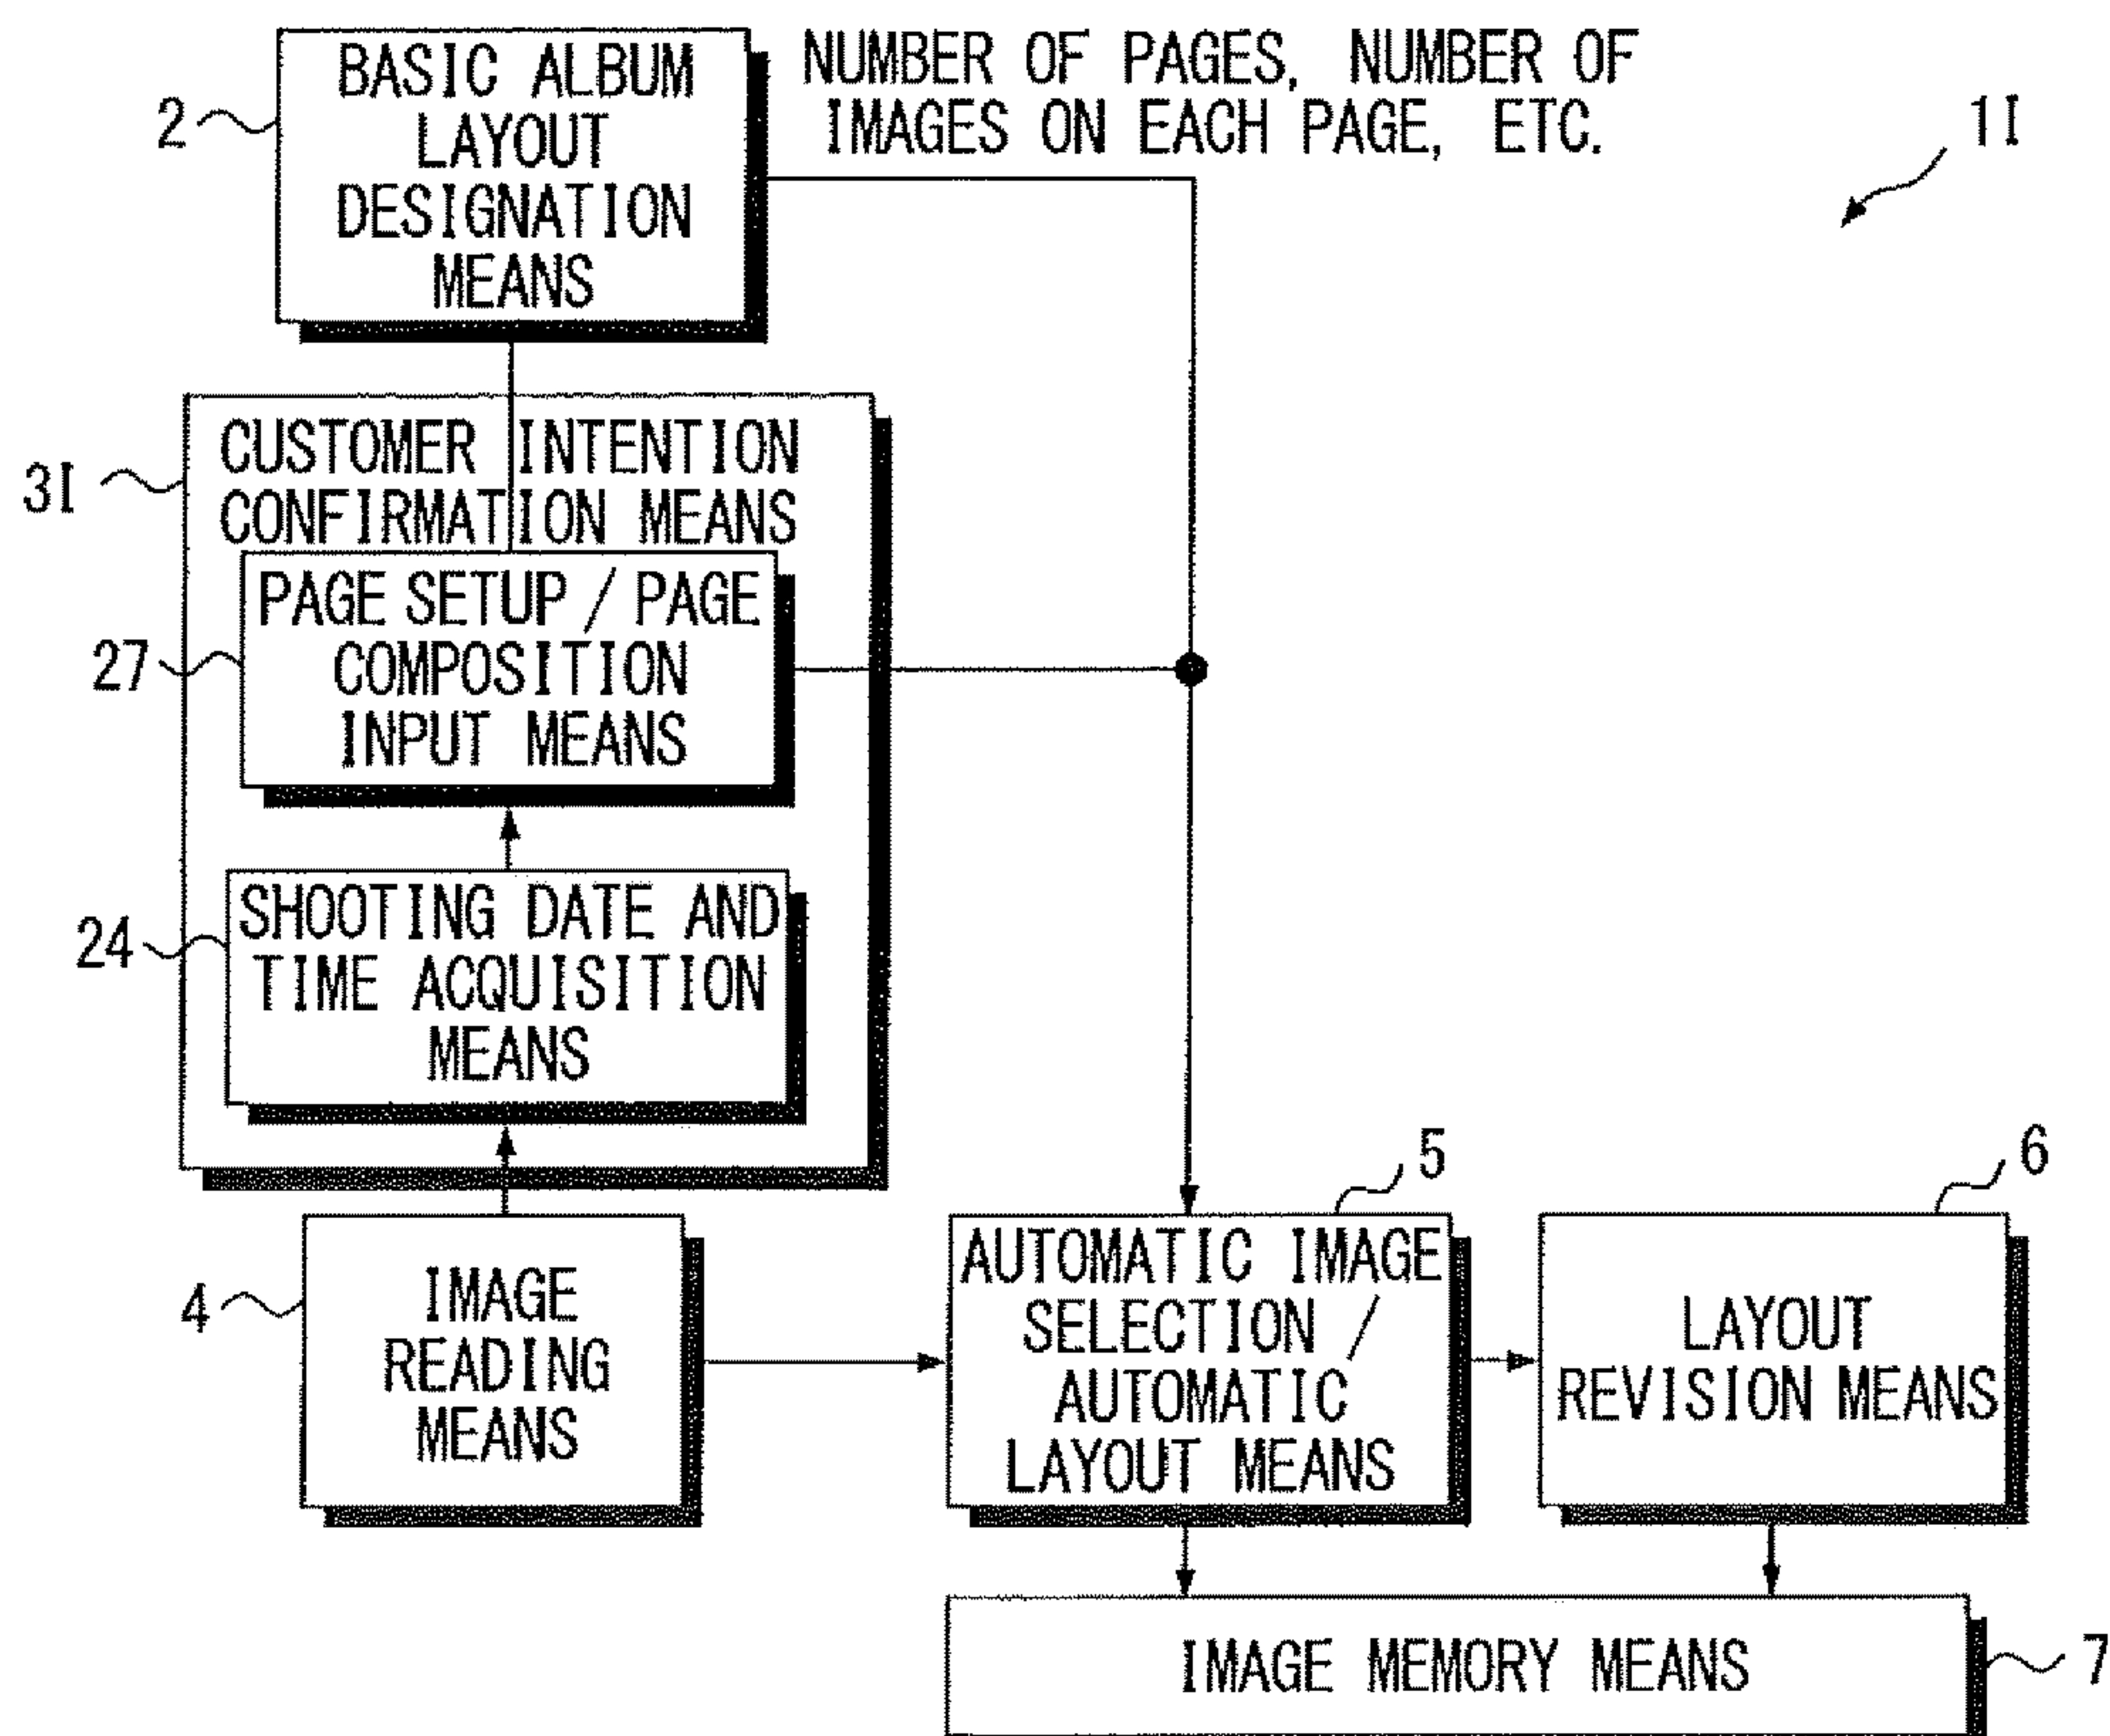 BASIC ALBUM
LAYOUT
DESIGNATION
MEANS
2
NUMBER OF PAGES, NUMBER OF
IMAGES ON EACH PAGE, ETC.
1I
3I
CUSTOMER INTENTION
CONFIRMATION MEANS
27
PAGE SETUP / PAGE
COMPOSITION
INPUT MEANS
24
SHOOTING DATE AND
TIME ACQUISITION
MEANS
4
IMAGE
READING
MEANS
5
AUTOMATIC IMAGE
SELECTION /
AUTOMATIC
LAYOUT MEANS
6
LAYOUT
REVISION MEANS
IMAGE MEMORY MEANS
7